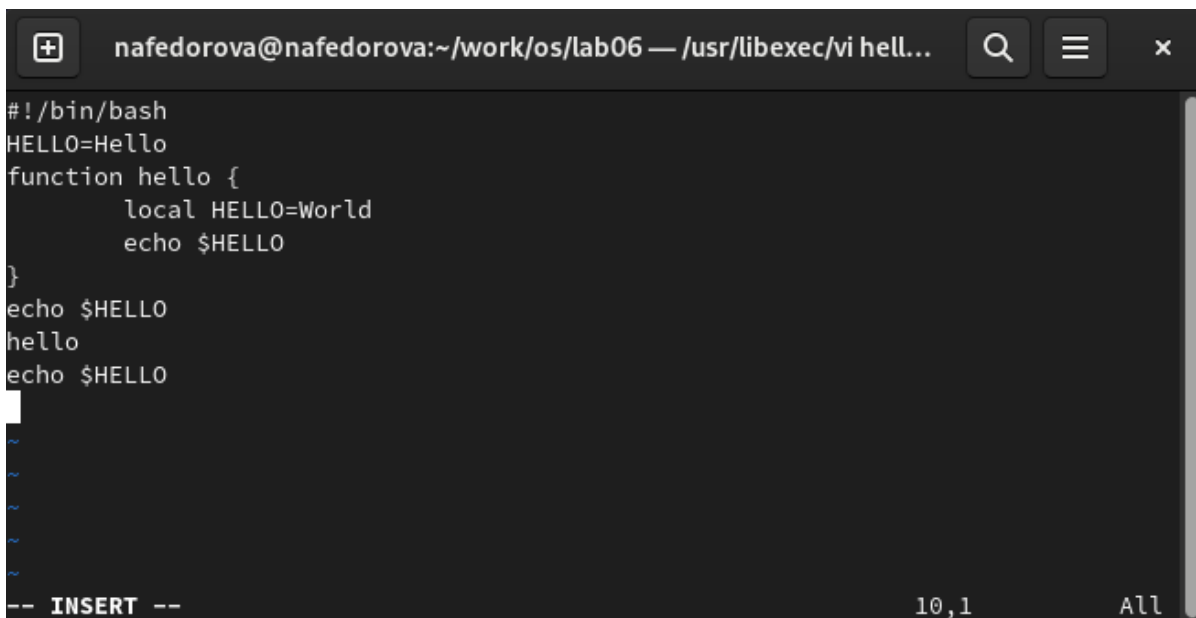 nafedorova@nafedorova:~/work/os/lab06 — /usr/libexec/vi hell...
#!/bin/bash
HELLO=Hello
function hello {
        local HELLO=World
        echo $HELLO
}
echo $HELLO
hello
echo $HELLO
~
~
~
~
~
-- INSERT -- 10,1 All